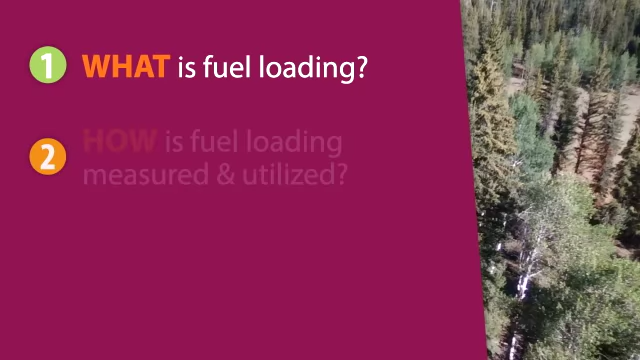 1 WHAT is fuel loading?
2 HOW is fuel loading
measured & utilized?